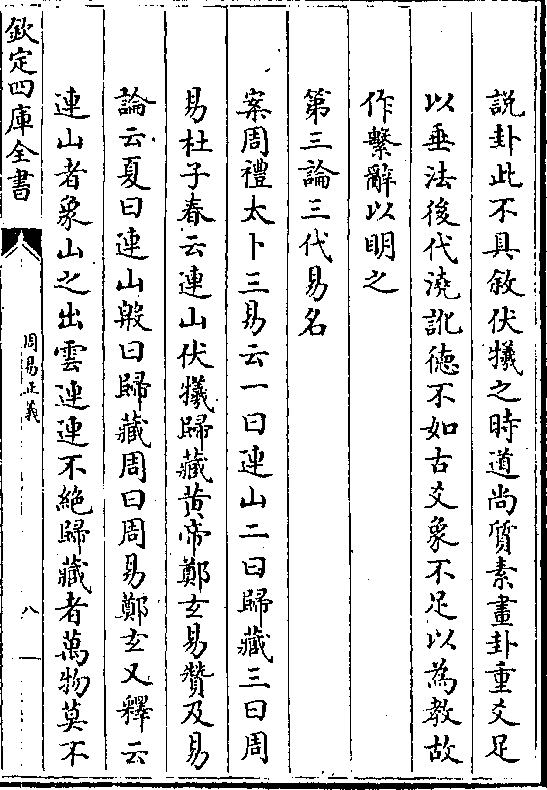 說卦此不具敘伏犧之時道尚質素畫卦重爻足
以垂法後代澆訛德不如古爻象不足以為教故
作繫辭以明之
第三論三代易名
案周禮太卜三易云一曰連山二曰歸藏三曰周
易杜子春云連山伏犧歸藏黄帝鄭玄易贊及易
論云夏曰連山殷曰歸藏周曰周易鄭玄又釋云
連山者象山之出雲連連不絶歸藏者萬物莫不
欽定四庫全書
周易正義
八